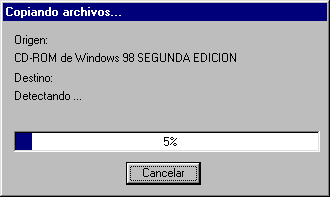 Copiando archivos...
Origen:
CD-ROM de Windows 98 SEGUNDA EDICION
Destino:
Detectando ...
5%
Cancelar